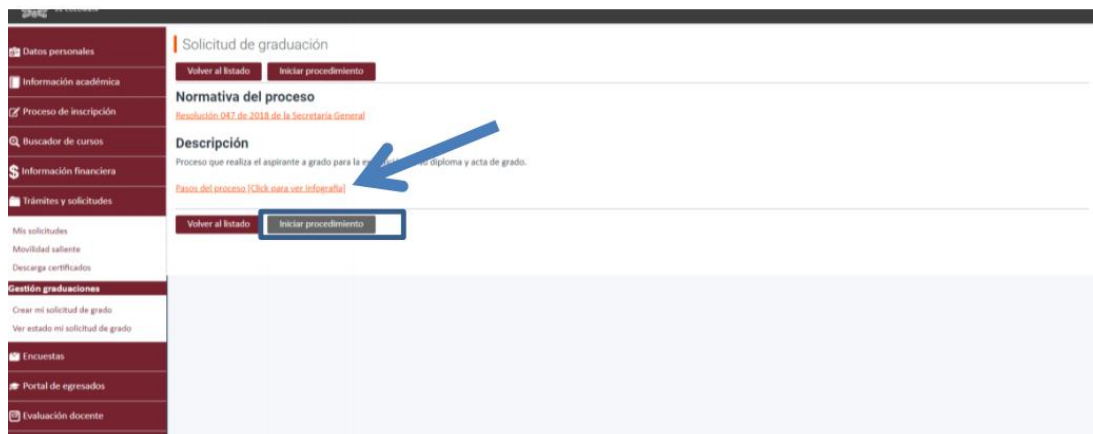 DE COLOMBIA
Datos personales
Información académica
Proceso de inscripción
Buscador de cursos
Información financiera
Trámites y solicitudes
Mis solicitudes
Movilidad saliente
Descarga certificados
Gestión graduaciones
Crear mi solicitud de grado
Ver estado mi solicitud de grado
Encuestas
Portal de egresados
Evaluación docente
Solicitud de graduación
Volver al listado Iniciar procedimiento
Normativa del proceso
Resolución 047 de 2018 de la Secretaría General
Descripción
Proceso que realiza el aspirante a grado para la diploma y acta de grado.
Pasos del proceso [Click para ver Infografía]
Volver al listado Iniciar procedimiento